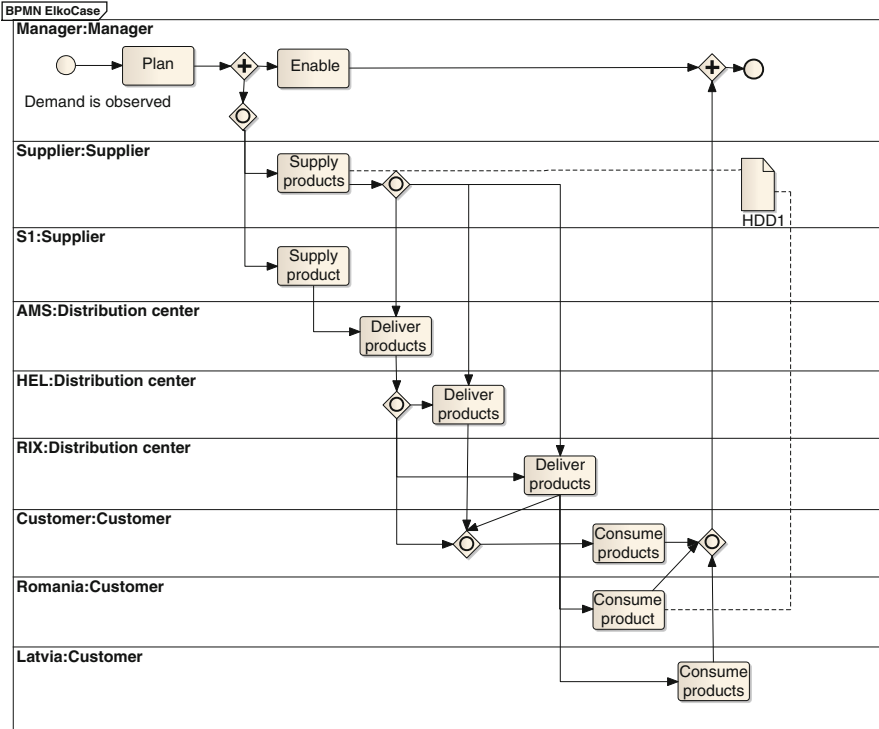 BPMN ElkoCase
Manager:Manager
Plan
Enable
Demand is observed
Supplier:Supplier
Supply
products
HDD1
S1:Supplier
Supply
product
AMS:Distribution center
Deliver
products
HEL:Distribution center
Deliver
products
RIX:Distribution center
Deliver
products
Customer:Customer
Consume
products
Romania:Customer
Consume
product
Latvia:Customer
Consume
products